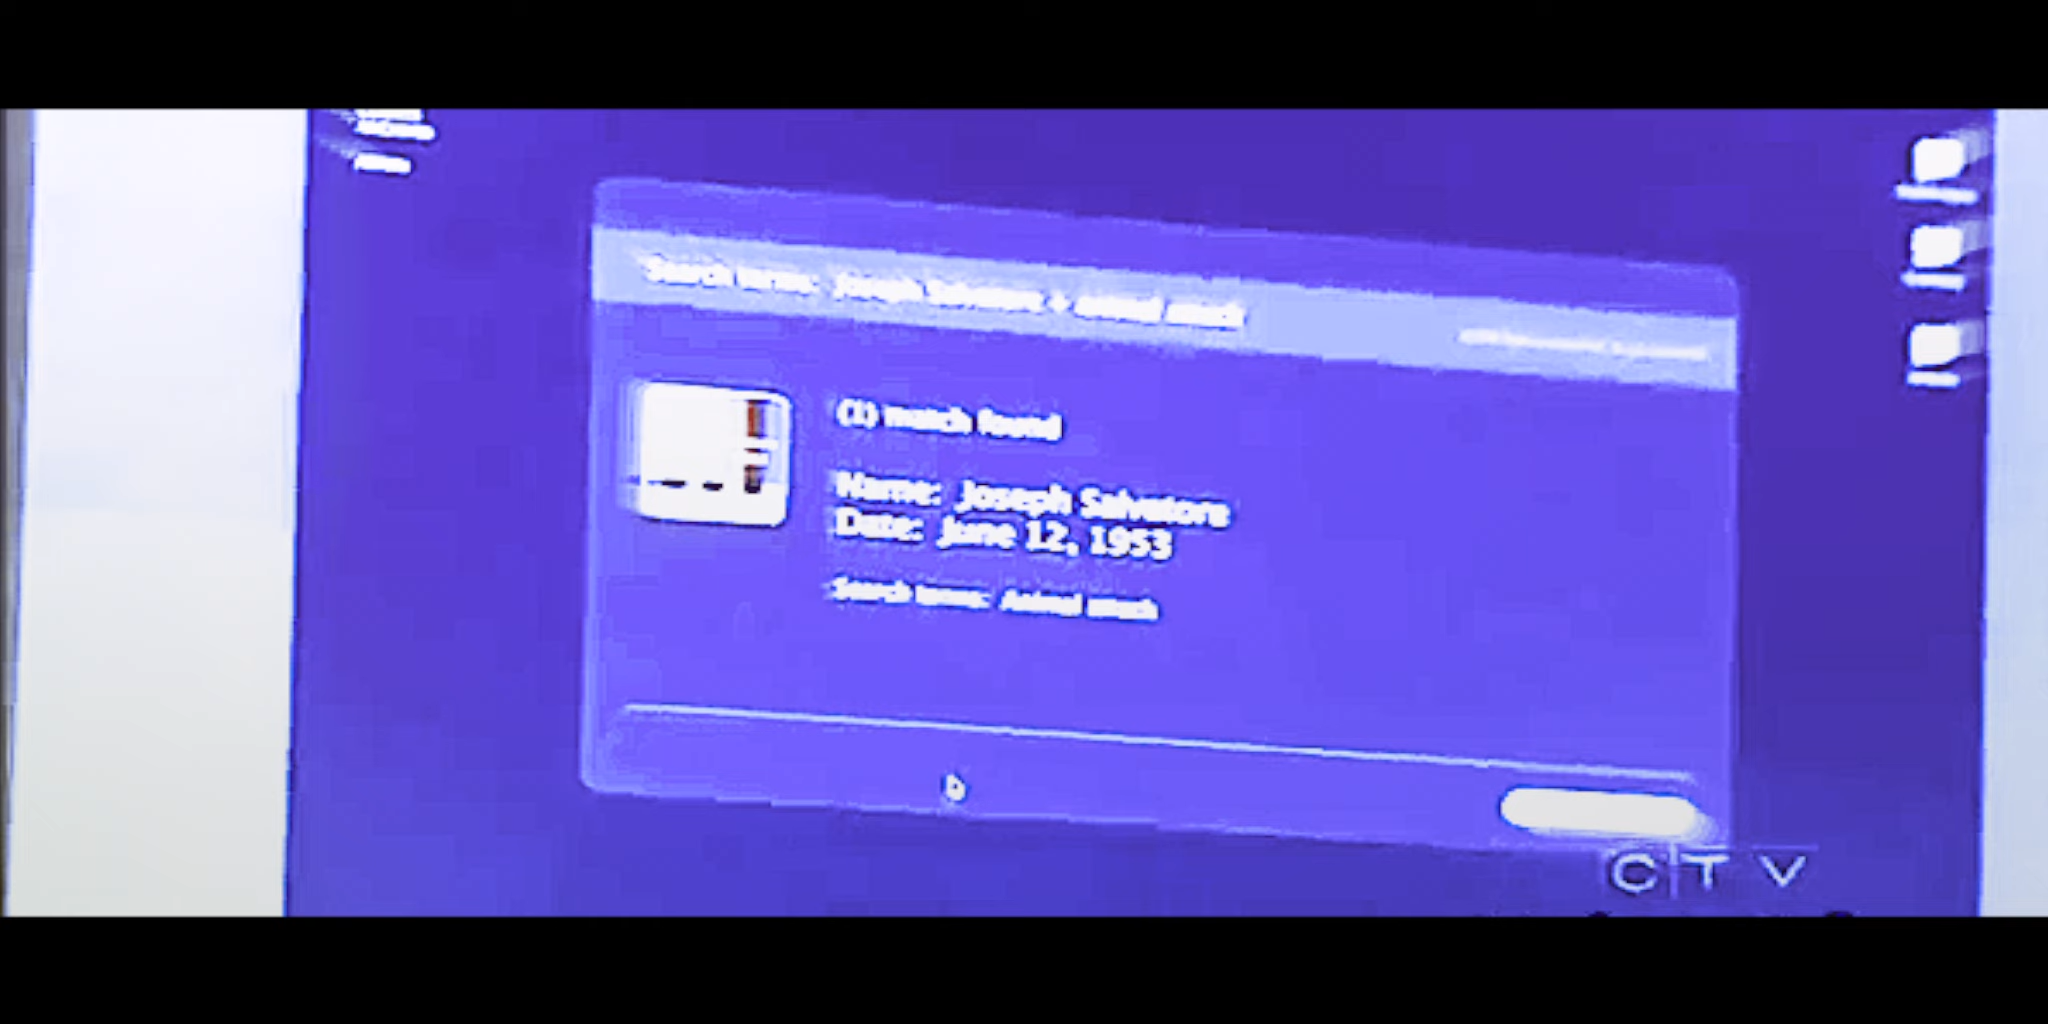 Search terms: Joseph Salvatore + animal attack
(1) match found
Name: Joseph Salvatore
Date: June 12, 1953
Search terms: Animal attack
CTV